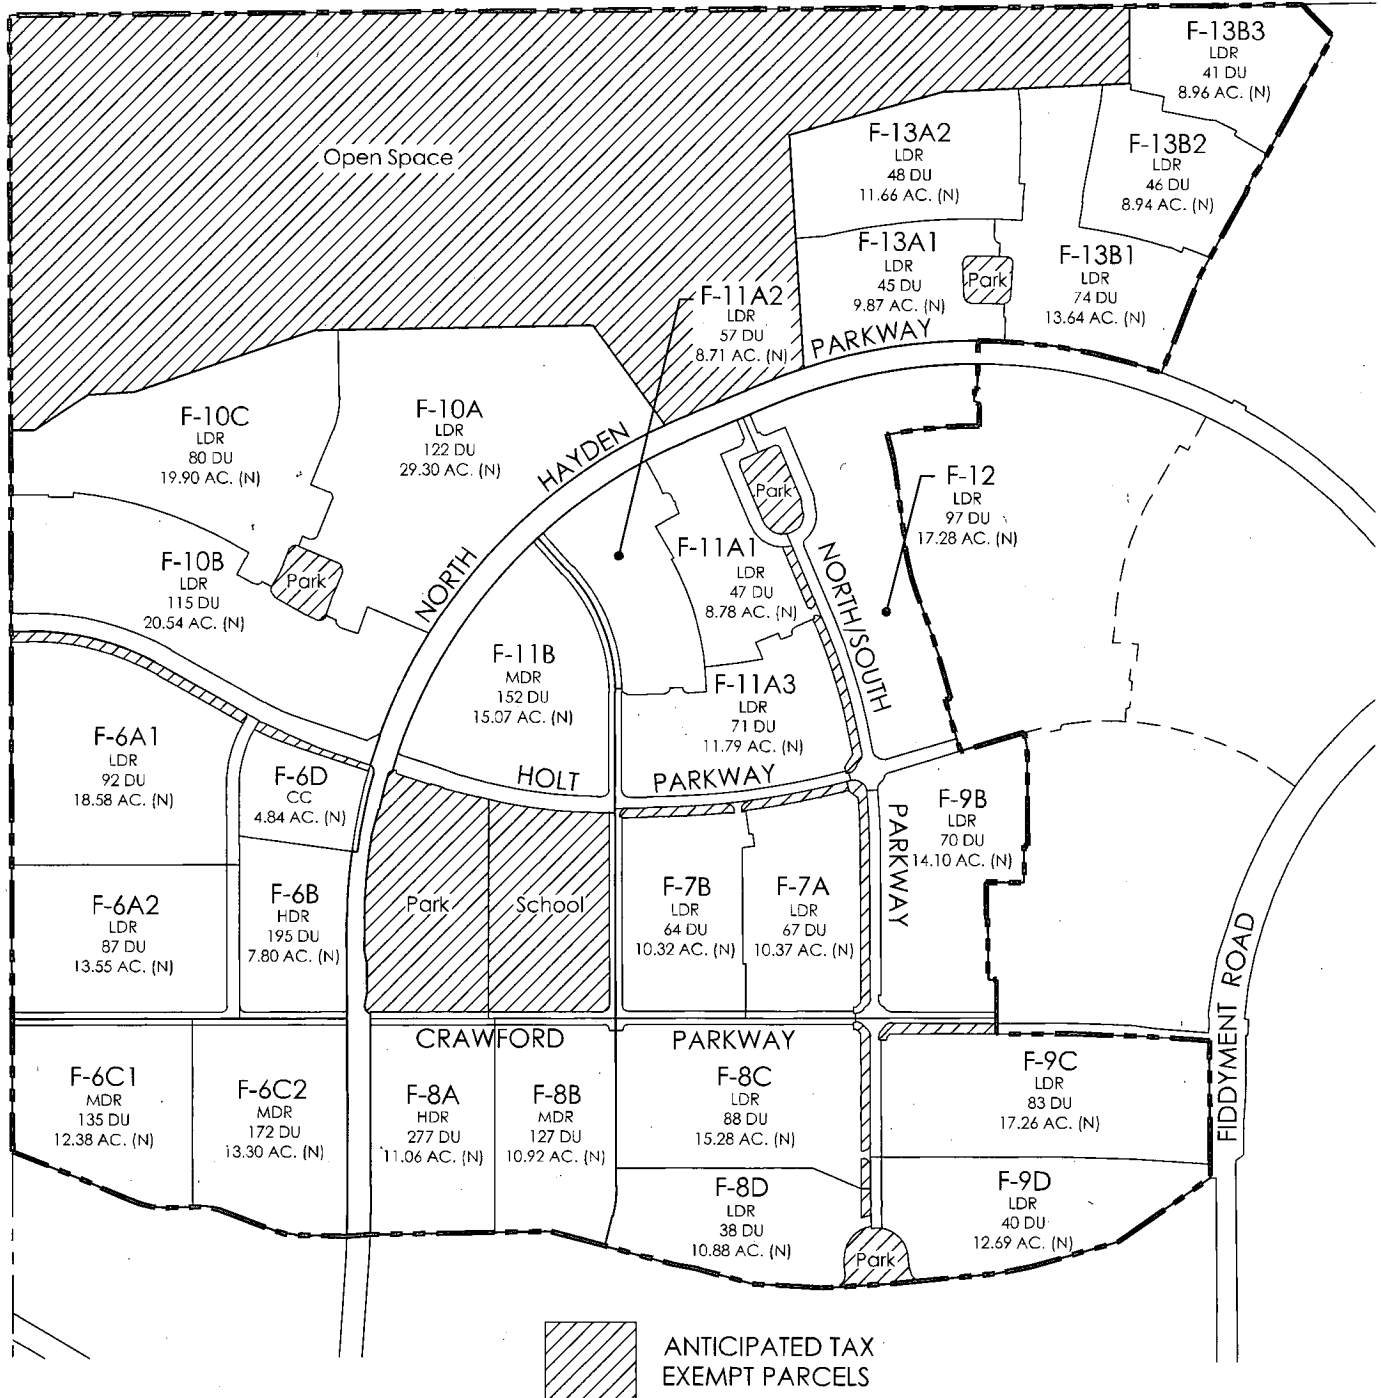 F-13B3
LDR
41 DU
8.96 AC. (N)
F-13A2
LDR
48 DU
11.66 AC. (N)
F-13B2
LDR
46 DU
8.94 AC. (N)
Open Space
F-13A1
LDR
45 DU
9.87 AC. (N)
Park
F-13B1
LDR
74 DU
13.64 AC. (N)
F-11A2
LDR
57 DU
8.71 AC. (N)
PARKWAY
F-10C
LDR
80 DU
19.90 AC. (N)
F-10A
LDR
122 DU
29.30 AC. (N)
HAYDEN
NORTH
Park
F-12
LDR
97 DU
17.28 AC. (N)
F-10B
LDR
115 DU
20.54 AC. (N)
Park
F-11A1
LDR
47 DU
8.78 AC. (N)
NORTH/SOUTH
F-11B
MDR
152 DU
15.07 AC. (N)
F-11A3
LDR
71 DU
11.79 AC. (N)
F-6A1
LDR
92 DU
18.58 AC. (N)
F-6D
CC
4.84 AC. (N)
HOLT PARKWAY
PARKWAY
F-9B
LDR
70 DU
14.10 AC. (N)
F-6A2
LDR
87 DU
13.55 AC. (N)
F-6B
HDR
195 DU
7.80 AC. (N)
Park
School
F-7B
LDR
64 DU
10.32 AC. (N)
F-7A
LDR
67 DU
10.37 AC. (N)
FIDDYMENT ROAD
CRAWFORD PARKWAY
F-6C1
MDR
135 DU
12.38 AC. (N)
F-6C2
MDR
172 DU
13.30 AC. (N)
F-8A
HDR
277 DU
11.06 AC. (N)
F-8B
MDR
127 DU
10.92 AC. (N)
F-8C
LDR
88 DU
15.28 AC. (N)
F-9C
LDR
83 DU
17.26 AC. (N)
F-8D
LDR
38 DU
10.88 AC. (N)
F-9D
LDR
40 DU
12.69 AC. (N)
Park
ANTICIPATED TAX
EXEMPT PARCELS